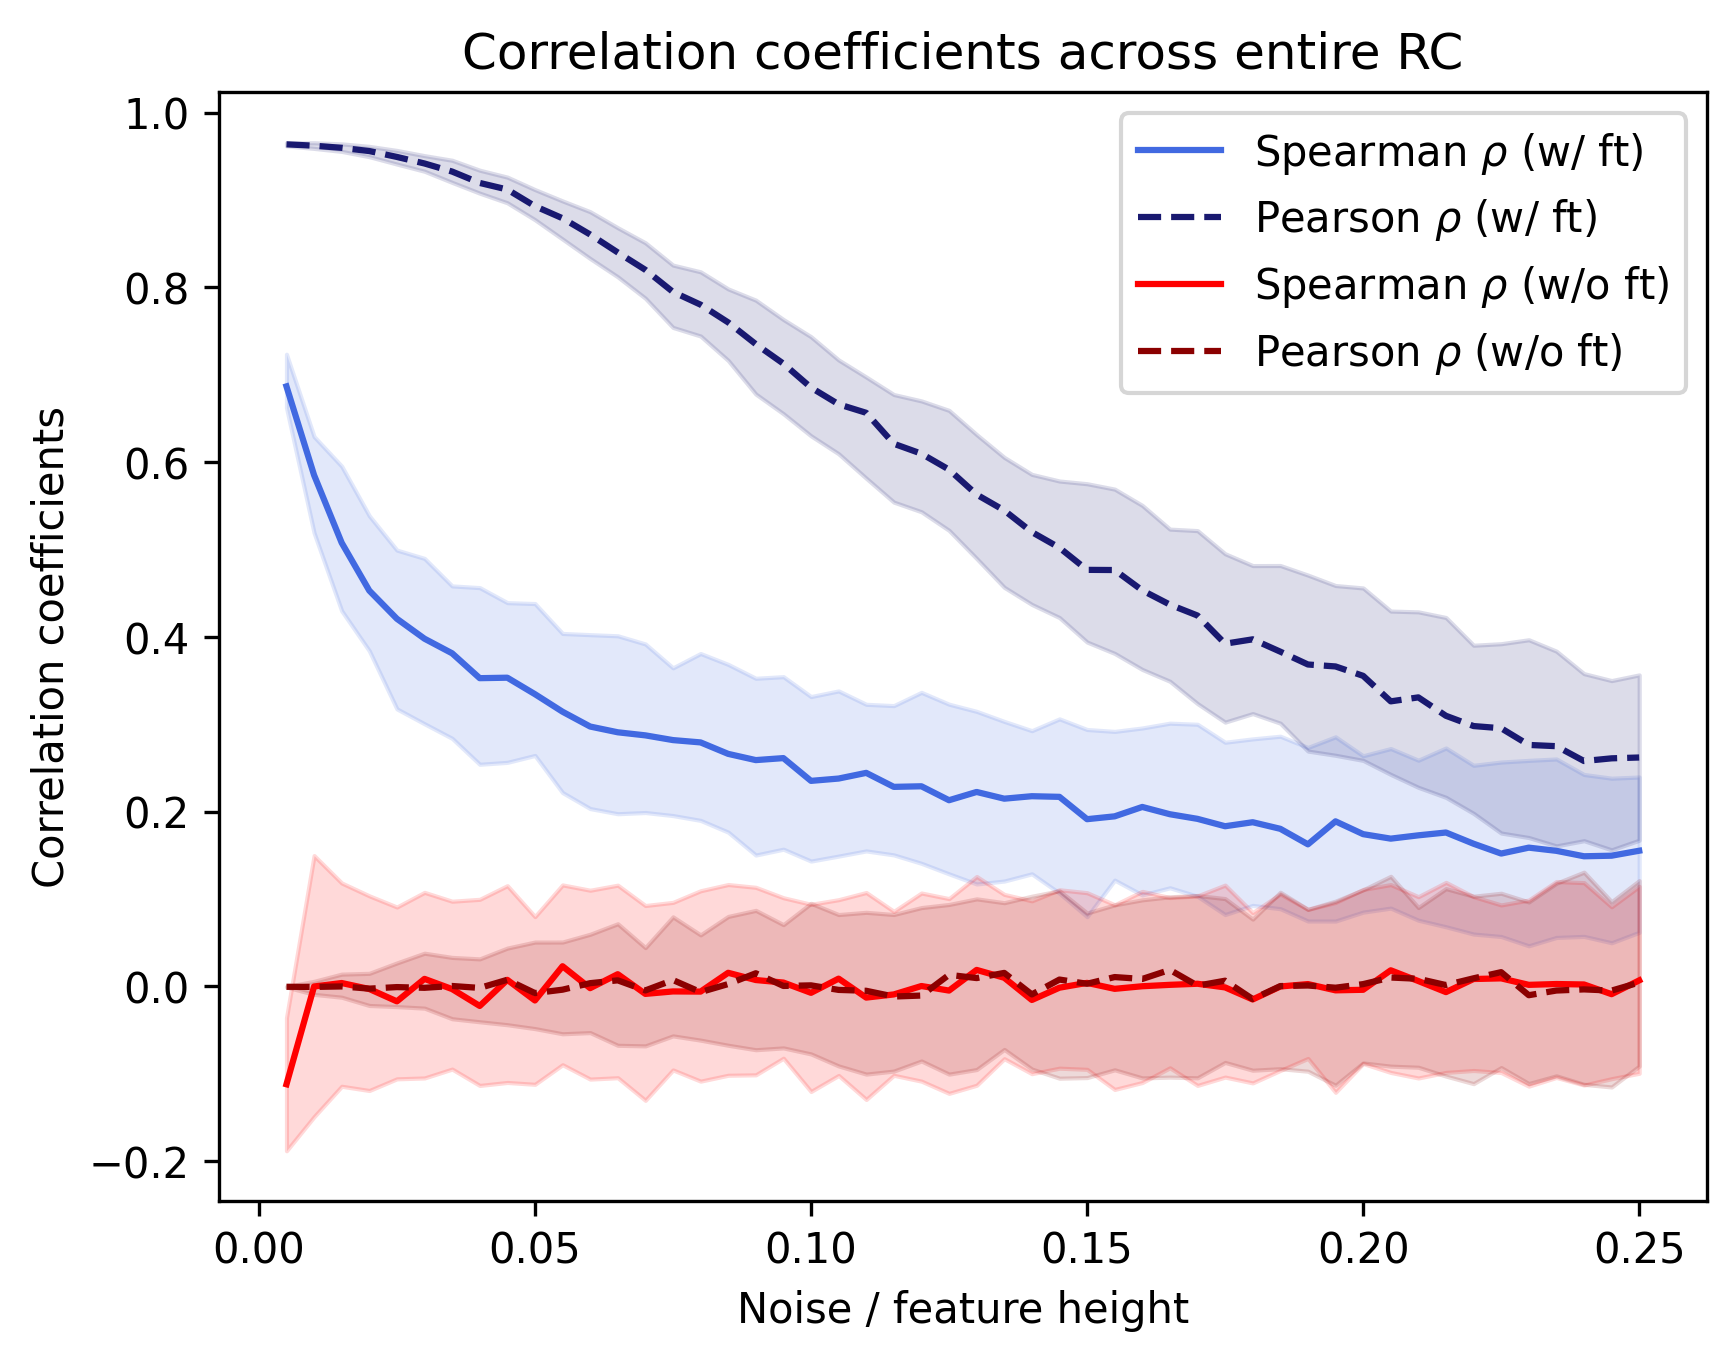 Correlation coefficients across entire RC
Correlation coefficients
1.0
0.8
0.6
0.4
0.2
0.0
−0.2
Spearman ρ (w/ ft)
Pearson ρ (w/ ft)
Spearman ρ (w/o ft)
Pearson ρ (w/o ft)
0.00 0.05 0.10 0.15 0.20 0.25
Noise / feature height